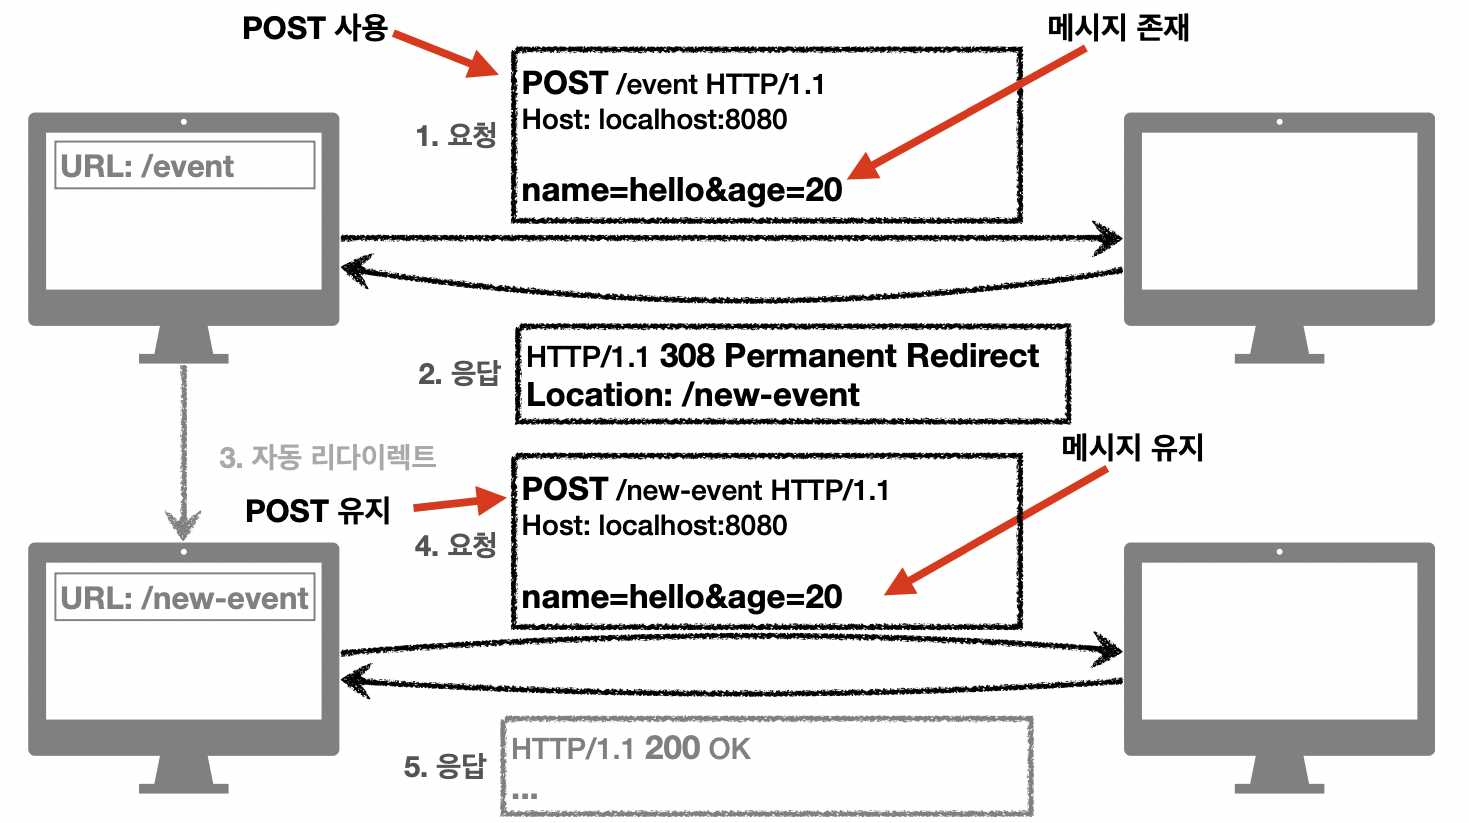 POST 사용
메시지 존재
POST /event HTTP/1.1
Host: localhost:8080
1. 요청
name=hello&age=20
URL: /event
2. 응답
HTTP/1.1 308 Permanent Redirect
Location: /new-event
3. 자동 리다이렉트
메시지 유지
POST 유지
POST /new-event HTTP/1.1
Host: localhost:8080
4. 요청
name=hello&age=20
URL: /new-event
5. 응답
HTTP/1.1 200 OK
...